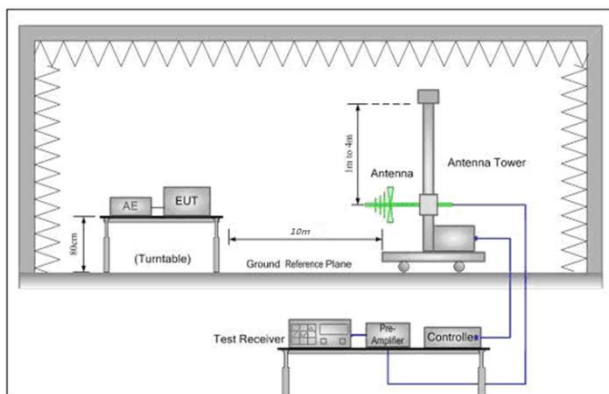 1m to 4m
Antenna
Antenna Tower
AE
EUT
80cm
(Turntable)
10m
Ground Reference Plane
Test Receiver
Pre-
Amplifier
Controller